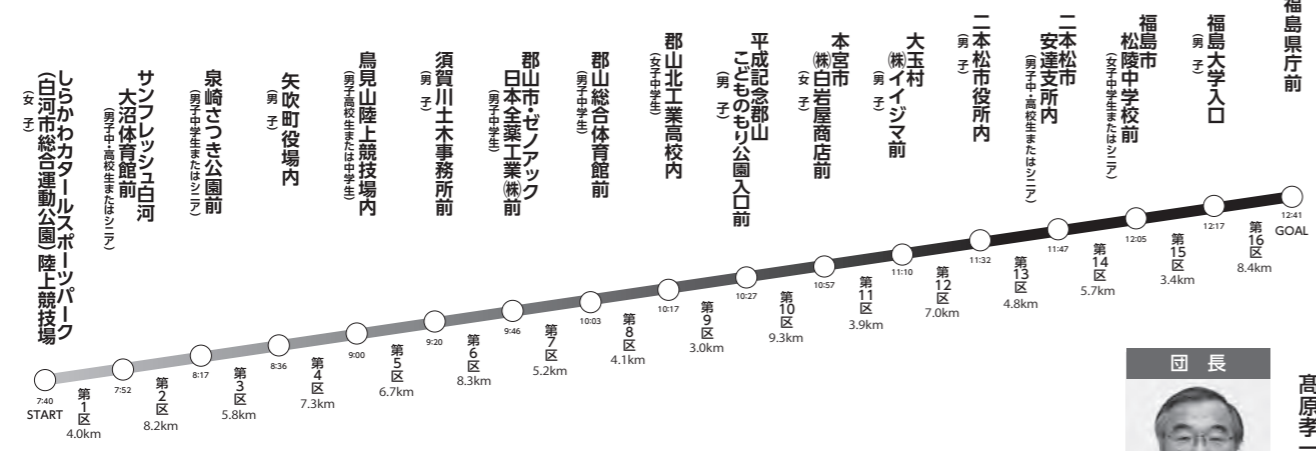 しらかわカタールスポーツパーク
(白河市総合運動公園)陸上競技場
(女 子)
サンフレッシュ白河
大沼体育館前
(男子中・高校生またはシニア)
泉崎さつき公園前
(男子中学生またはシニア)
矢吹町役場内
(男 子)
鳥見山陸上競技場内
(男子高校生または中学生)
須賀川土木事務所前
(男 子)
郡山市・ゼノアック
日本全薬工業㈱前
(男子中学生)
郡山総合体育館前
(男子中学生)
郡山北工業高校内
(女子中学生)
平成記念郡山
こどものもり公園入口前
(男 子)
本宮市
㈱白岩屋商店前
(女 子)
大玉村
㈱イイジマ前
(男 子)
二本松市役所内
(男 子)
二本松市
安達支所内
(男子中・高校生またはシニア)
福島市
松陵中学校前
(女子中学生またはシニア)
福島大学入口
(男 子)
福島県庁前
7:40
START
第1区
4.0km
7:52
第2区
8.2km
8:17
第3区
5.8km
8:36
第4区
7.3km
9:00
第5区
6.7km
9:20
第6区
8.3km
9:46
第7区
5.2km
10:03
第8区
4.1km
10:17
第9区
3.0km
10:27
第10区
9.3km
10:57
第11区
3.9km
11:10
第12区
7.0km
11:32
第13区
4.8km
11:47
第14区
5.7km
12:05
第15区
3.4km
12:17
第16区
8.4km
12:41
GOAL
団 長
髙原孝一